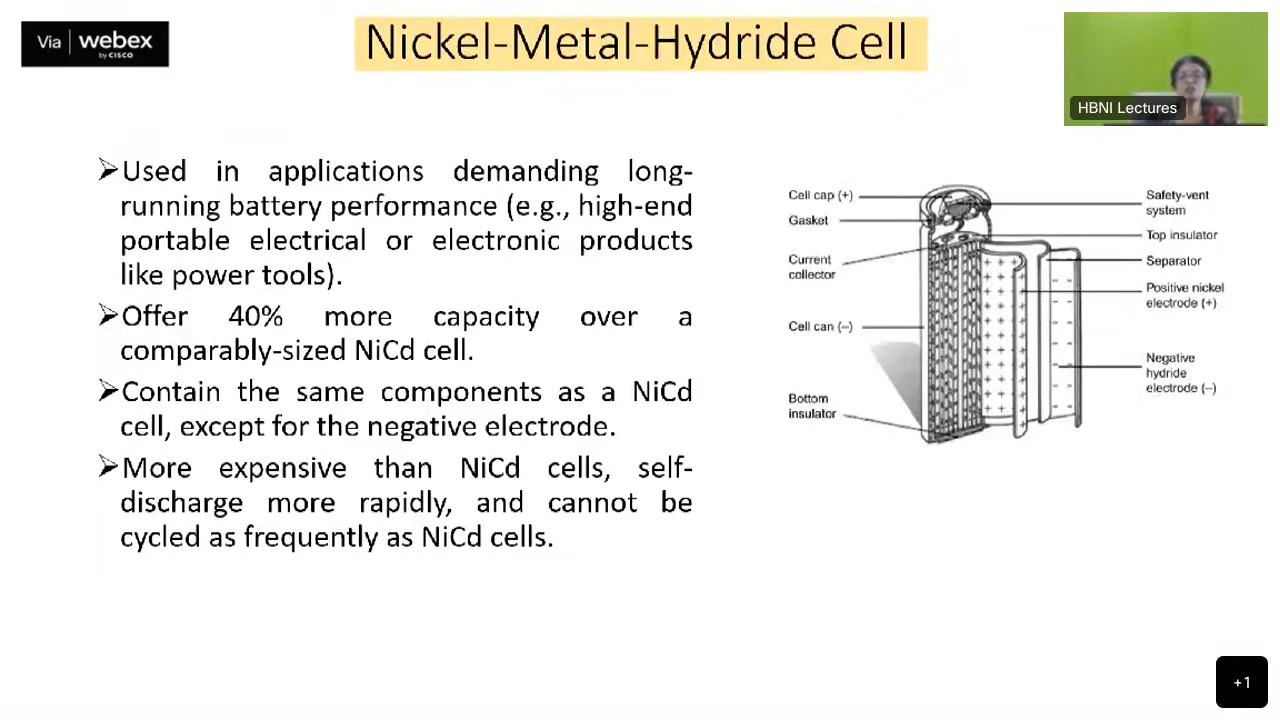 Via | webex
by CISCO
Nickel-Metal-Hydride Cell
HBNI Lectures
➢Used in applications demanding long-
running battery performance (e.g., high-end
portable electrical or electronic products
like power tools).
➢Offer 40% more capacity over a
comparably-sized NiCd cell.
➢Contain the same components as a NiCd
cell, except for the negative electrode.
➢More expensive than NiCd cells, self-
discharge more rapidly, and cannot be
cycled as frequently as NiCd cells.
Cell cap (+)
Gasket
Current
collector
Cell can (–)
Bottom
insulator
Safety-vent
system
Top insulator
Separator
Positive nickel
electrode (+)
Negative
hydride
electrode (–)
+1